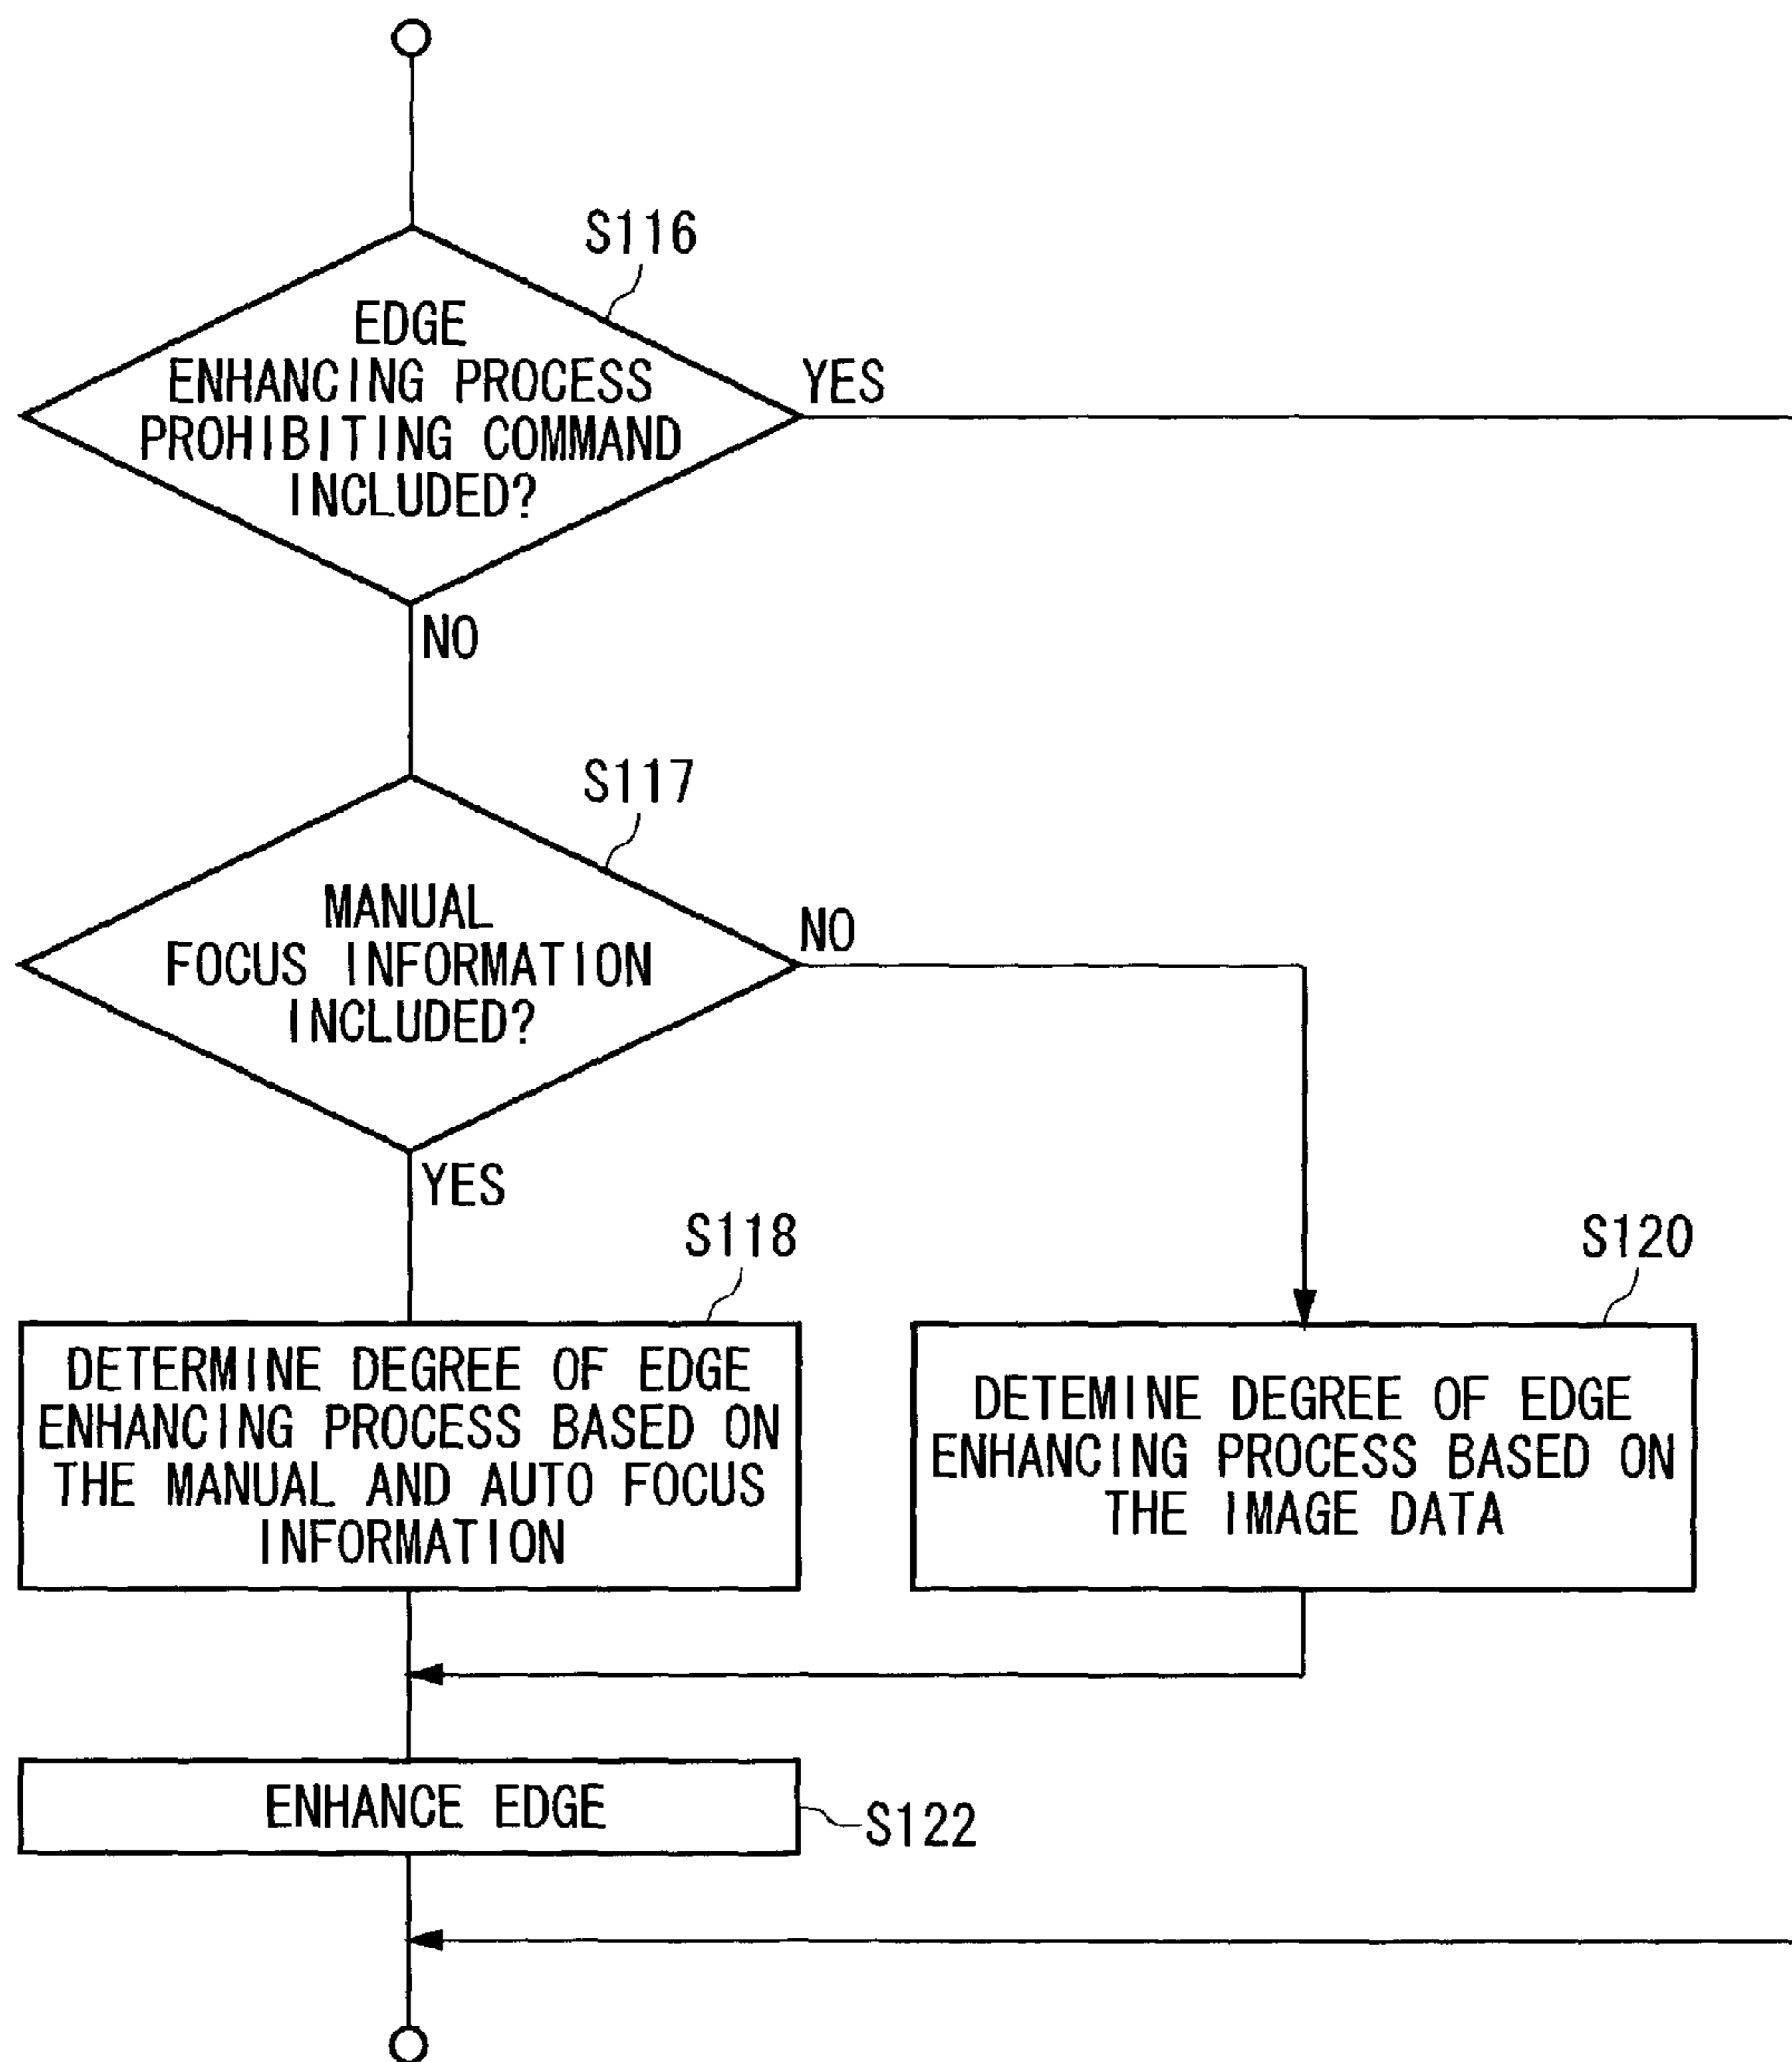 S116
EDGE
ENHANCING PROCESS
PROHIBITING COMMAND
INCLUDED?
YES
NO
S117
MANUAL
FOCUS INFORMATION
INCLUDED?
NO
YES
S118
DETERMINE DEGREE OF EDGE
ENHANCING PROCESS BASED ON
THE MANUAL AND AUTO FOCUS
INFORMATION
S120
DETEMINE DEGREE OF EDGE
ENHANCING PROCESS BASED ON
THE IMAGE DATA
ENHANCE EDGE
S122